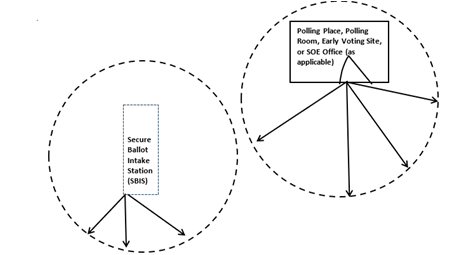 Polling Place, Polling
Room, Early Voting Site,
or SOE Office (as
applicable)
Secure
Ballot
Intake
Station
(SBIS)